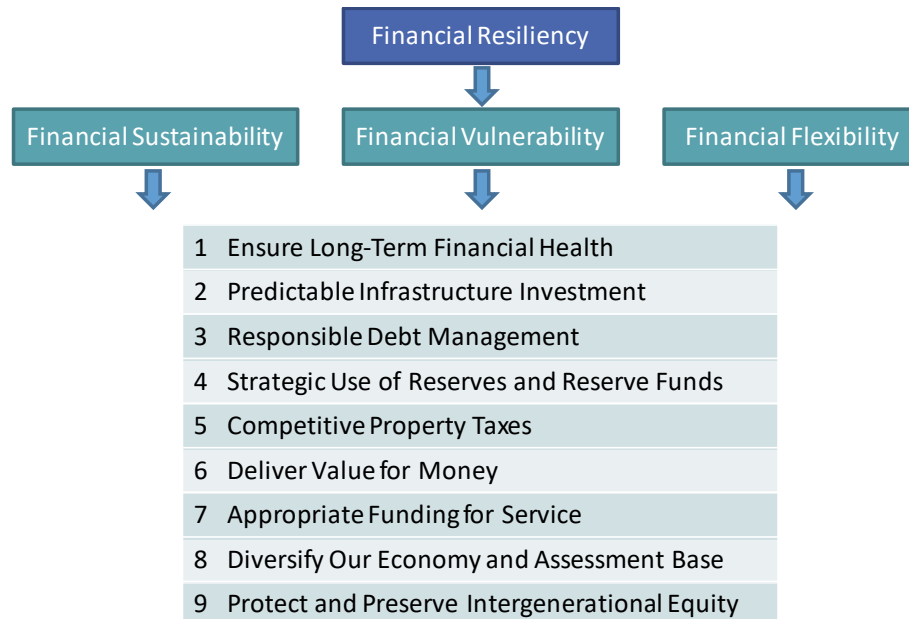 Financial Resiliency
Financial Sustainability
Financial Vulnerability
Financial Flexibility
1 Ensure Long-Term Financial Health
2 Predictable Infrastructure Investment
3 Responsible Debt Management
4 Strategic Use of Reserves and Reserve Funds
5 Competitive Property Taxes
6 Deliver Value for Money
7 Appropriate Funding for Service
8 Diversify Our Economy and Assessment Base
9 Protect and Preserve Intergenerational Equity